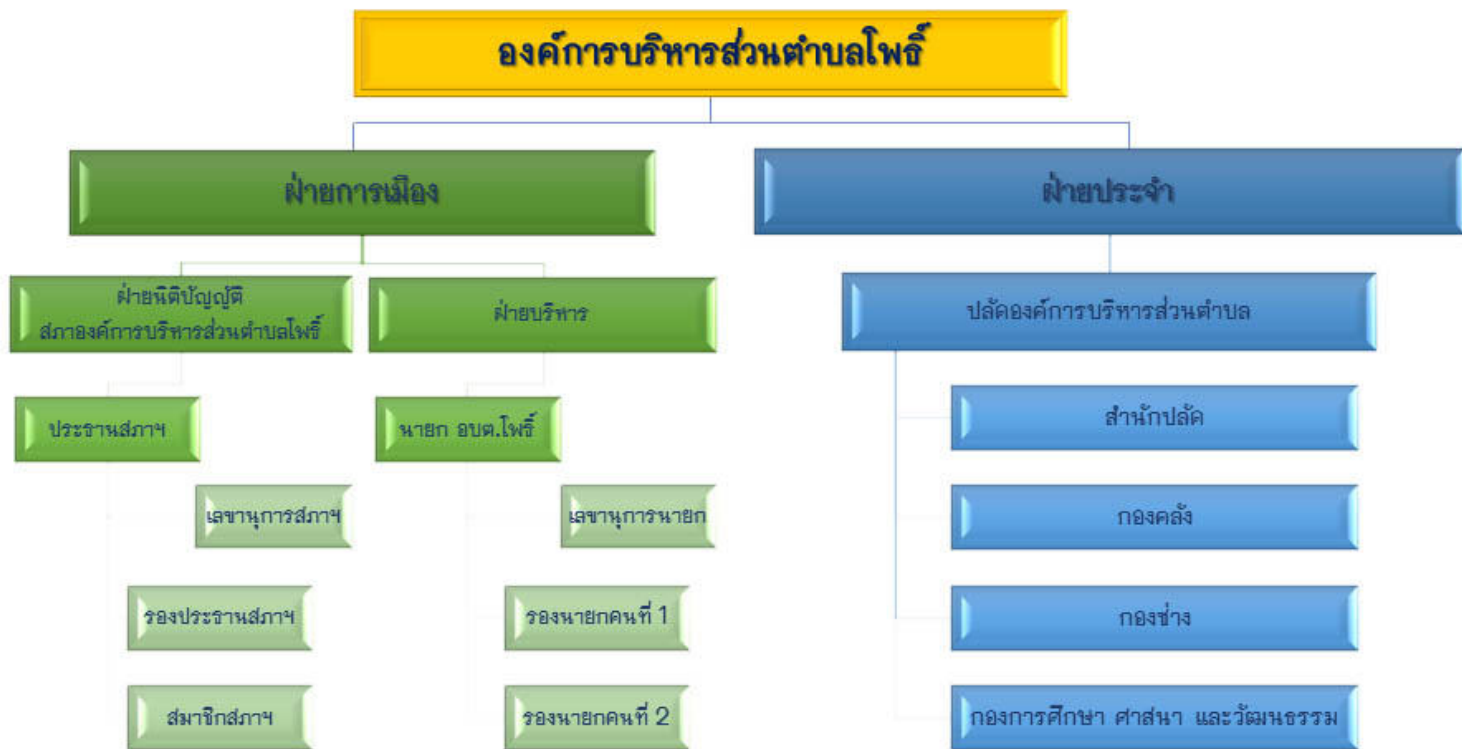 องค์การบริหารส่วนตำบลโพธิ์
ฝ่ายการเมือง
ฝ่ายประจำ
ฝ่ายนิติบัญญัติ
สภาองค์การบริหารส่วนตำบลโพธิ์
ฝ่ายบริหาร
ปลัดองค์การบริหารส่วนตำบล
ประธานสภาฯ
นายก อบต.โพธิ์
สำนักปลัด
เลขานุการสภาฯ
เลขานุการนายก
กองคลัง
รองประธานสภาฯ
รองนายกคนที่ 1
กองช่าง
สมาชิกสภาฯ
รองนายกคนที่ 2
กองการศึกษา ศาสนา และวัฒนธรรม